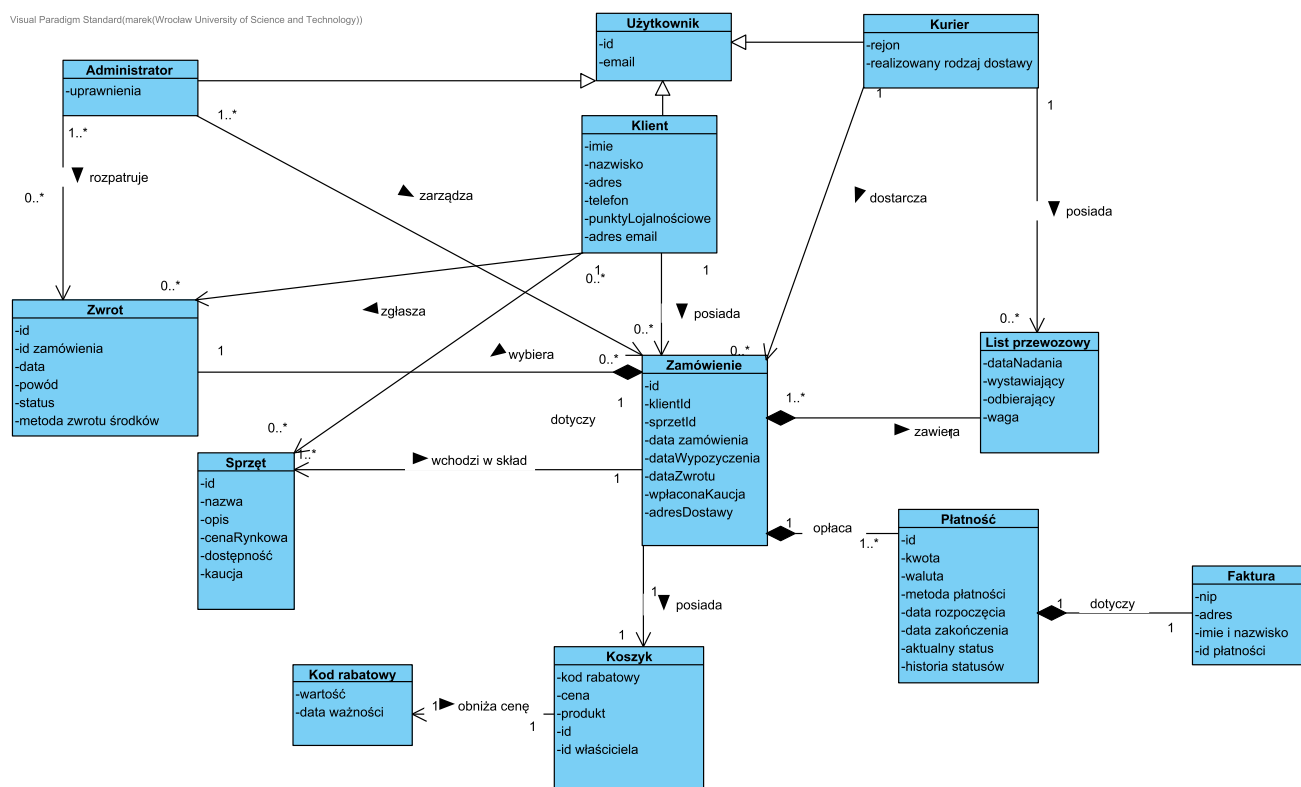 Visual Paradigm Standard(marek(Wrocław University of Science and Technology))
Użytkownik
-id
-email
Kurier
-rejon
-realizowany rodzaj dostawy
Administrator
-uprawnienia
Klient
-imie
-nazwisko
-adres
-telefon
-punktyLojalnościowe
-adres email
1..*
1..*
1
1
rozpatruje
0..*
zarządza
dostarcza
posiada
1
0..*
1
0..*
zgłasza
posiada
0..*
0..*
0..*
Zwrot
-id
-id zamówienia
-data
-powód
-status
-metoda zwrotu środków
1
wybiera
0..*
1
dotyczy
Zamówienie
-id
-klientId
-sprzetId
-data zamówienia
-dataWypozyczenia
-dataZwrotu
-wpłaconaKaucja
-adresDostawy
List przewozowy
-dataNadania
-wystawiający
-odbierający
-waga
1..*
zawiera
0..*
1..*
wchodzi w skład
1
Sprzęt
-id
-nazwa
-opis
-cenaRynkowa
-dostępność
-kaucja
1
opłaca
1..*
Płatność
-id
-kwota
-waluta
-metoda płatności
-data rozpoczęcia
-data zakończenia
-aktualny status
-historia statusów
1
dotyczy
1
Faktura
-nip
-adres
-imie i nazwisko
-id płatności
1
posiada
1
Koszyk
-kod rabatowy
-cena
-produkt
-id
-id właściciela
Kod rabatowy
-wartość
-data ważności
1
obniża cenę
1